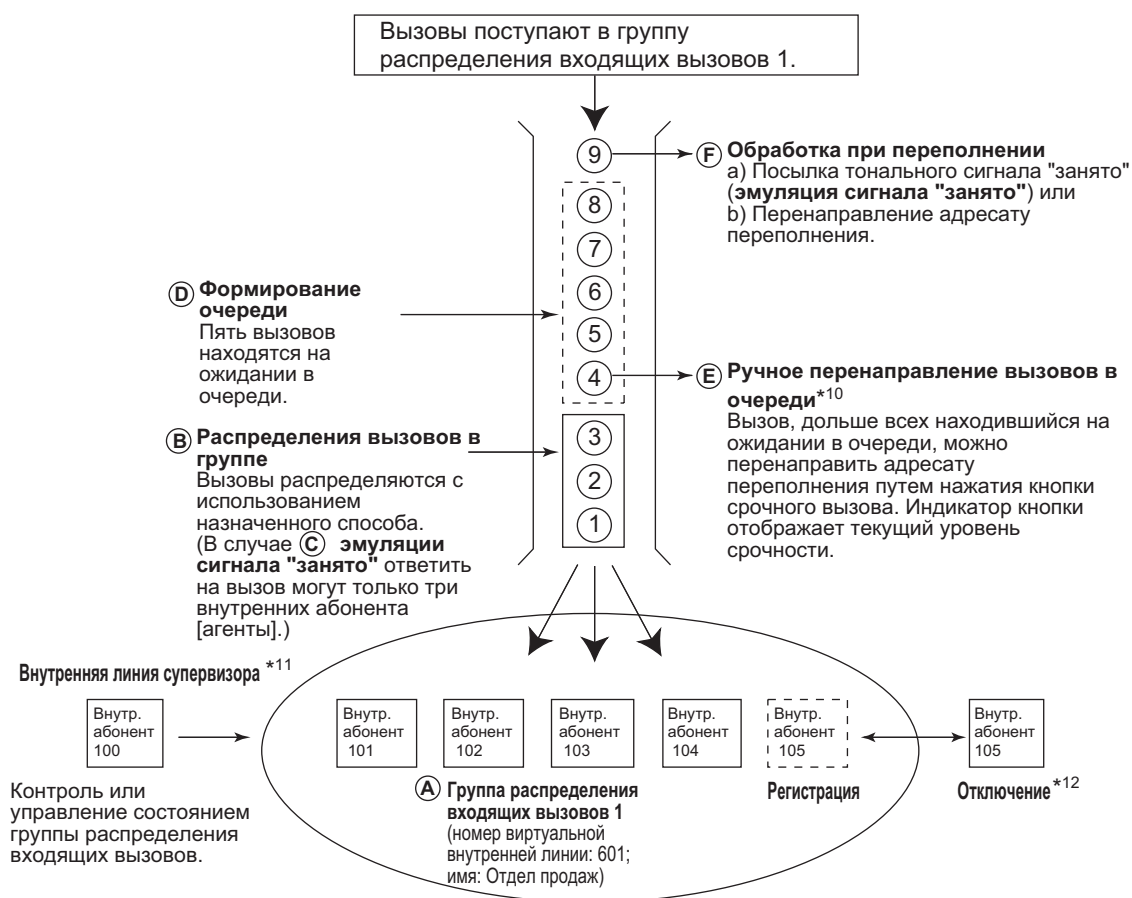 Вызовы поступают в группу
распределения входящих вызовов 1.
9
8
7
6
5
4
3
2
1
F Обработка при переполнении
a) Посылка тонального сигнала "занято"
(эмуляция сигнала "занято") или
b) Перенаправление адресату
переполнения.
D Формирование
очереди
Пять вызовов
находятся на
ожидании в
очереди.
E Ручное перенаправление вызовов в
очереди*10
Вызов, дольше всех находившийся на
ожидании в очереди, можно
перенаправить адресату
переполнения путем нажатия кнопки
срочного вызова. Индикатор кнопки
отображает текущий уровень
срочности.
B Распределения вызовов в
группе
Вызовы распределяются с
использованием
назначенного способа.
(В случае C эмуляции
сигнала "занято" ответить
на вызов могут только три
внутренних абонента
[агенты].)
Внутренняя линия супервизора *11
Внутр.
абонент
100
Контроль или
управление состоянием
группы распределения
входящих вызовов.
Внутр.
абонент
101
Внутр.
абонент
102
Внутр.
абонент
103
Внутр.
абонент
104
Внутр.
абонент
105
Внутр.
абонент
105
A Группа распределения
входящих вызовов 1
(номер виртуальной
внутренней линии: 601;
имя: Отдел продаж)
Регистрация
Отключение *12